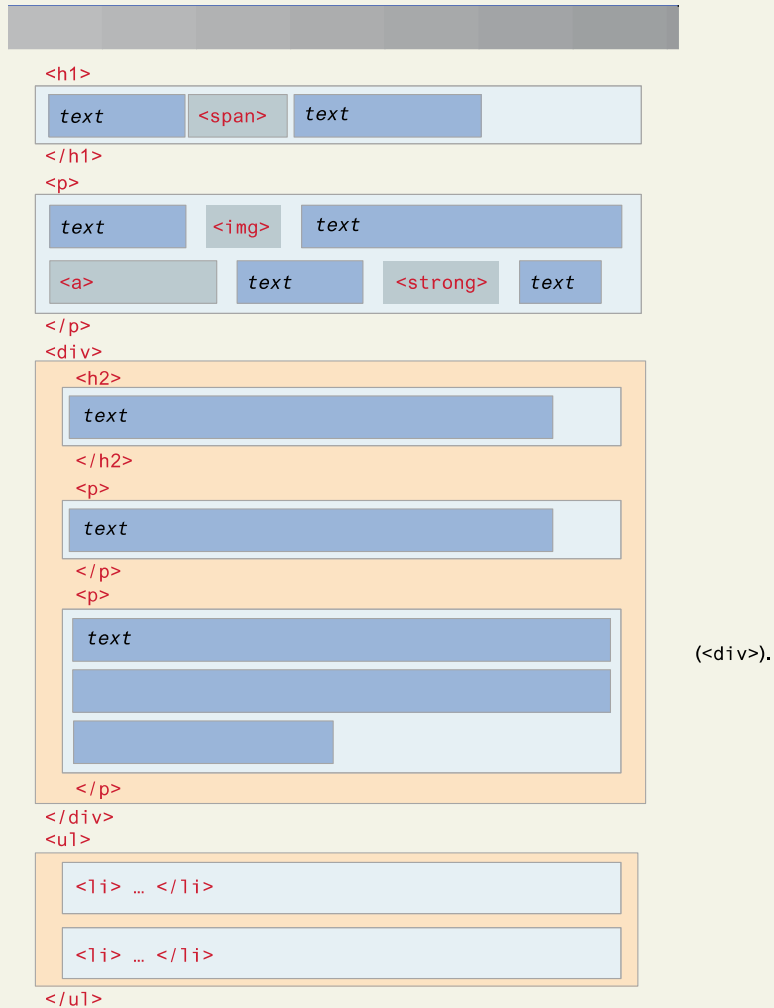 <h1>
text <span> text
</h1>
<p>
text <img> text
<a> text <strong> text
</p>
<div>
<h2>
text
</h2>
<p>
text
</p>
<p>
text
(<div>).
</p>
</div>
<ul>
<li> … </li>
<li> … </li>
</ul>